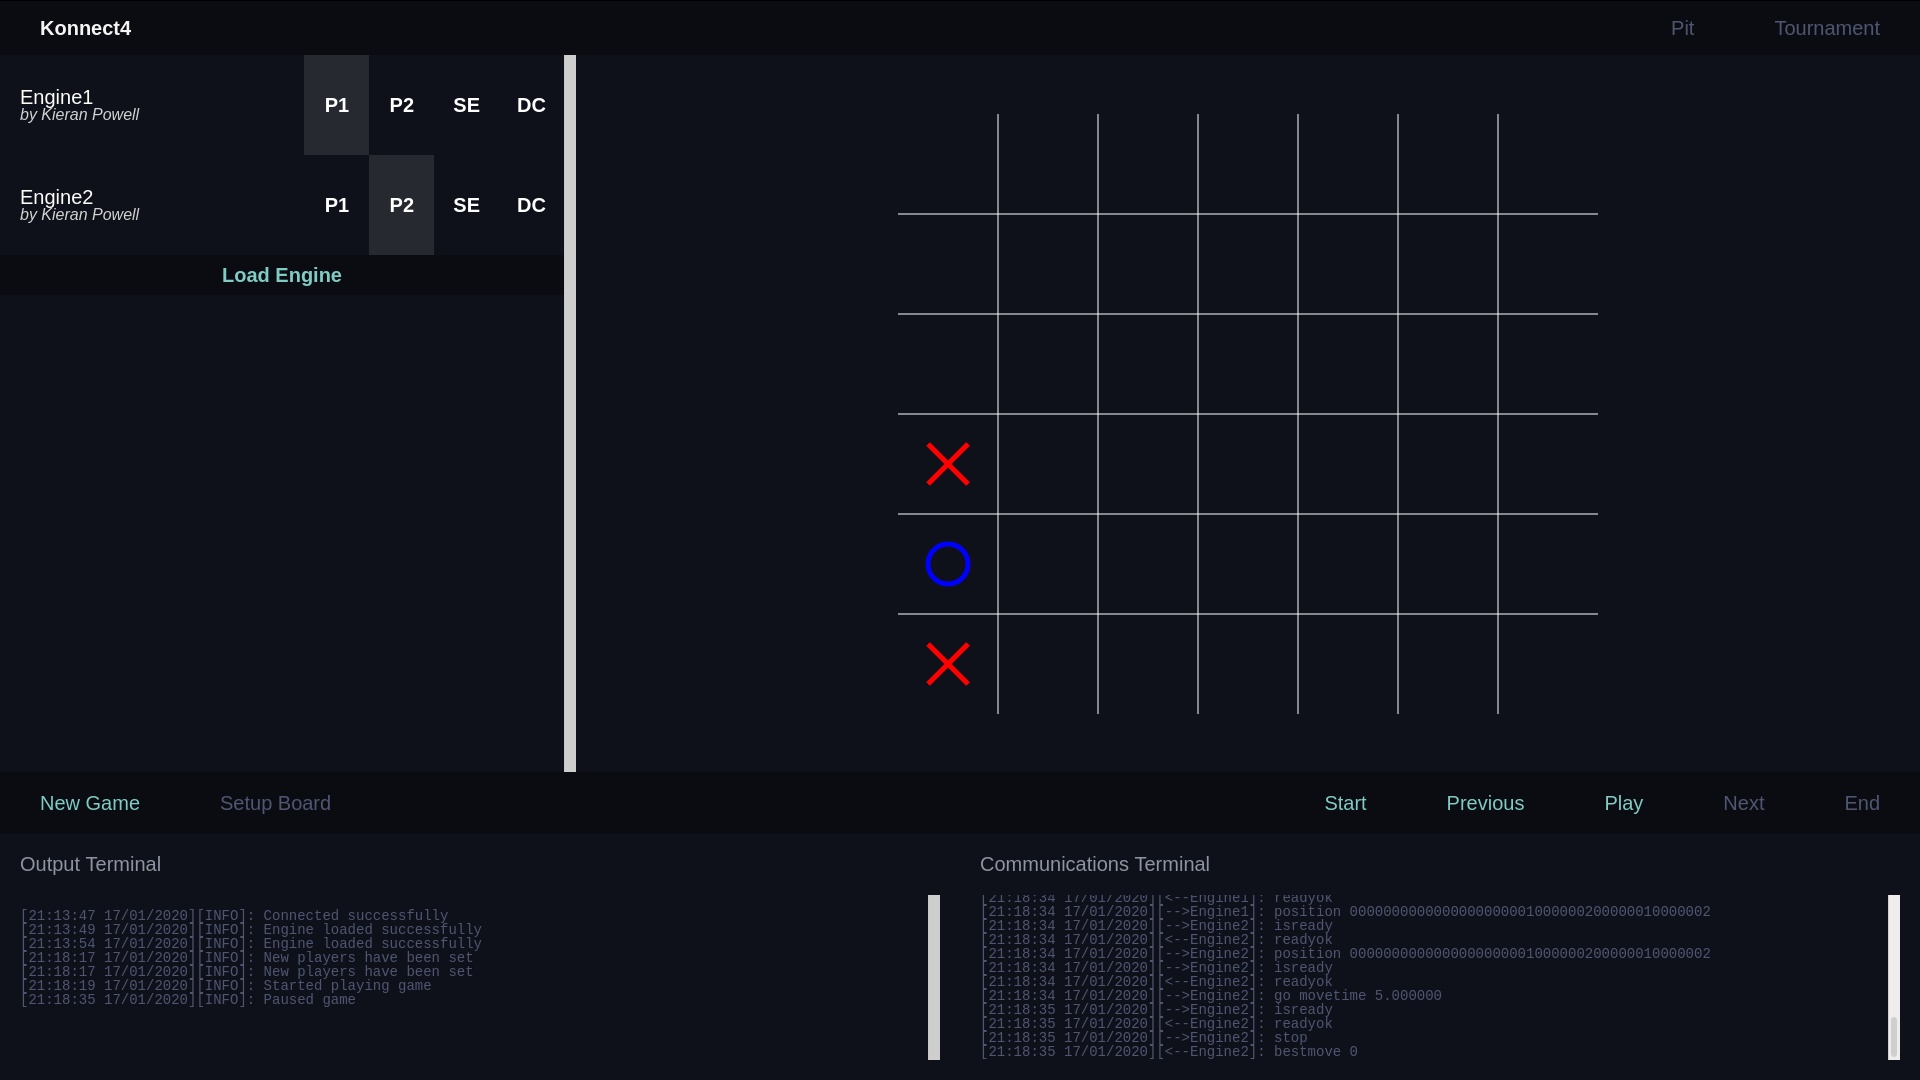 Konnect4
Pit
Tournament
Engine1
by Kieran Powell
P1
P2
SE
DC
Engine2
by Kieran Powell
P1
P2
SE
DC
Load Engine
New Game
Setup Board
Start
Previous
Play
Next
End
Output Terminal
[21:13:47 17/01/2020][INFO]: Connected successfully
[21:13:49 17/01/2020][INFO]: Engine loaded successfully
[21:13:54 17/01/2020][INFO]: Engine loaded successfully
[21:18:17 17/01/2020][INFO]: New players have been set
[21:18:17 17/01/2020][INFO]: New players have been set
[21:18:19 17/01/2020][INFO]: Started playing game
[21:18:35 17/01/2020][INFO]: Paused game
Communications Terminal
[21:18:34 17/01/2020][<--Engine1]: readyok
[21:18:34 17/01/2020][-->Engine1]: position 0000000000000000000001000000200000010000002
[21:18:34 17/01/2020][-->Engine2]: isready
[21:18:34 17/01/2020][<--Engine2]: readyok
[21:18:34 17/01/2020][-->Engine2]: position 0000000000000000000001000000200000010000002
[21:18:34 17/01/2020][-->Engine2]: isready
[21:18:34 17/01/2020][<--Engine2]: readyok
[21:18:34 17/01/2020][-->Engine2]: go movetime 5.000000
[21:18:35 17/01/2020][-->Engine2]: isready
[21:18:35 17/01/2020][<--Engine2]: readyok
[21:18:35 17/01/2020][-->Engine2]: stop
[21:18:35 17/01/2020][<--Engine2]: bestmove 0